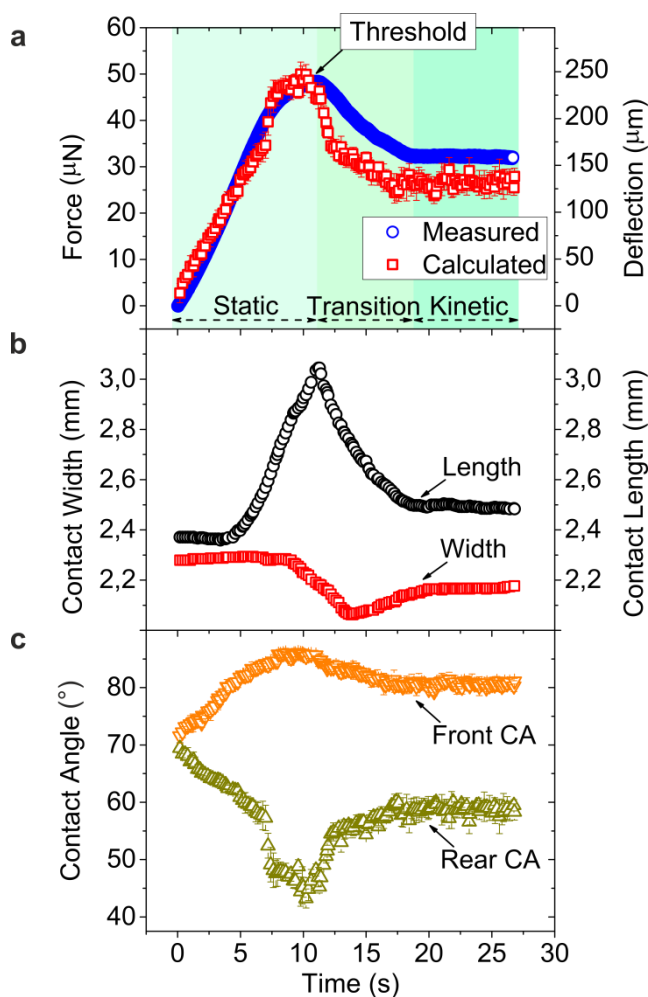 a
Threshold
60
50
40
30
20
10
0
Force (μN)
250
200
150
100
50
0
Deflection (μm)
Measured
Calculated
Static
Transition
Kinetic
b
3,0
2,8
2,6
2,4
2,2
Contact Width (mm)
3,0
2,8
2,6
2,4
2,2
Contact Length (mm)
Length
Width
c
80
70
60
50
40
Contact Angle (°)
Front CA
Rear CA
0
5
10
15
20
25
30
Time (s)